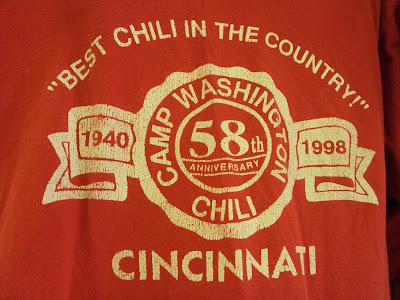 "BEST CHILI IN THE COUNTRY!"
CAMP WASHINGTON
1940
58th
1998
ANNIVERSARY
CHILI
CINCINNATI